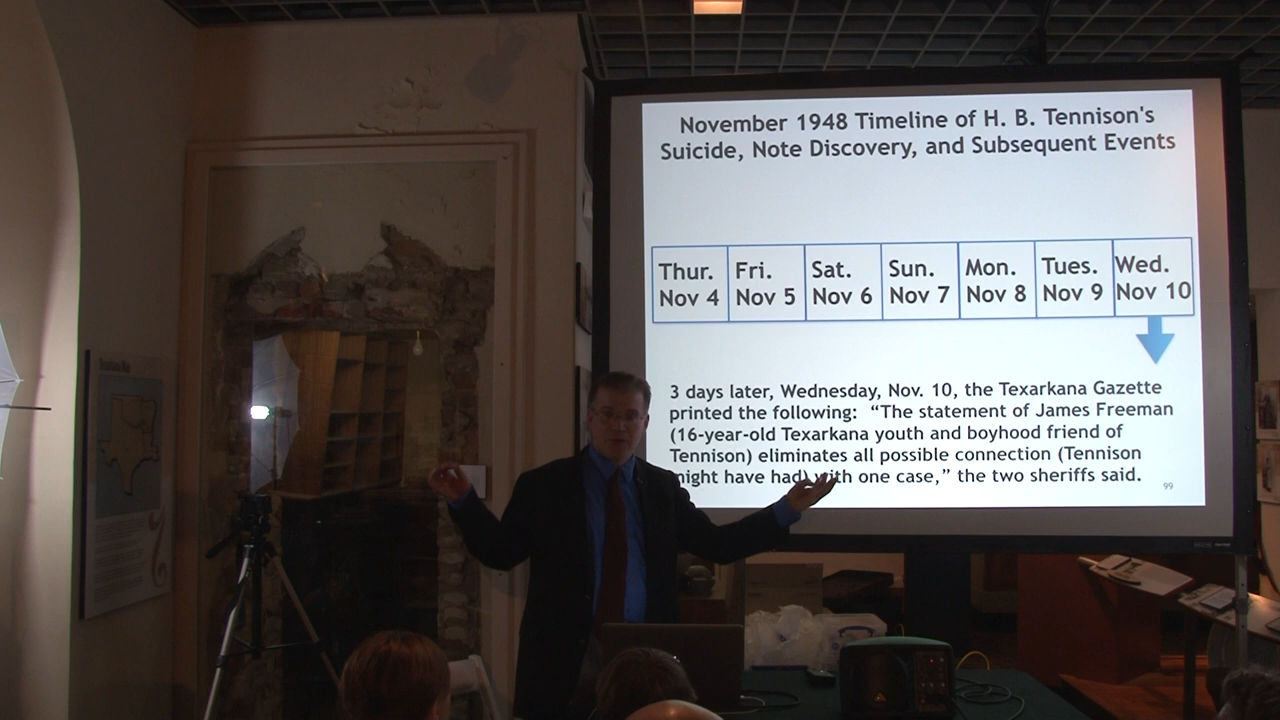 November 1948 Timeline of H. B. Tennison's
Suicide, Note Discovery, and Subsequent Events
Thur. Fri. Sat. Sun. Mon. Tues. Wed.
Nov 4 Nov 5 Nov 6 Nov 7 Nov 8 Nov 9 Nov 10
3 days later, Wednesday, Nov. 10, the Texarkana Gazette
printed the following: “The statement of James Freeman
(16-year-old Texarkana youth and boyhood friend of
Tennison) eliminates all possible connection (Tennison
might have had) with one case,” the two sheriffs said.
99